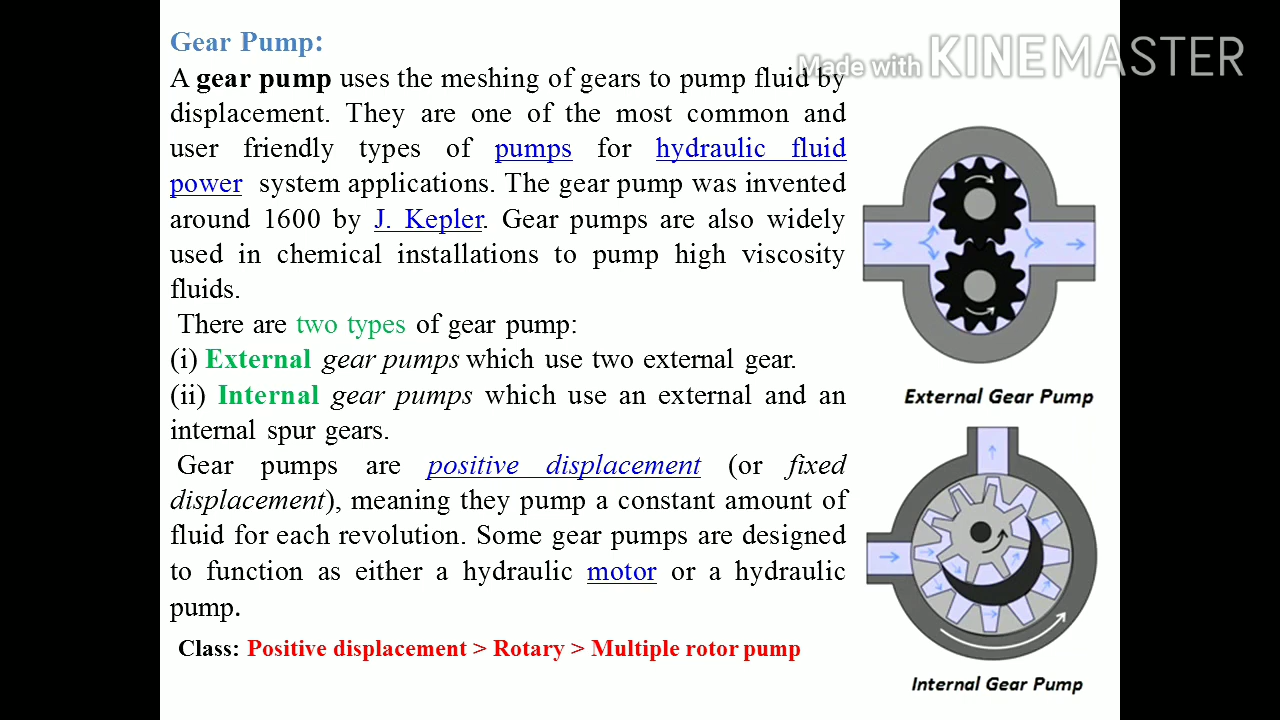 Gear Pump:
Made with KINEMASTER
A gear pump uses the meshing of gears to pump fluid by
displacement. They are one of the most common and
user friendly types of pumps for hydraulic fluid
power system applications. The gear pump was invented
around 1600 by J. Kepler. Gear pumps are also widely
used in chemical installations to pump high viscosity
fluids.
There are two types of gear pump:
(i) External gear pumps which use two external gear.
(ii) Internal gear pumps which use an external and an
internal spur gears.
Gear pumps are positive displacement (or fixed
displacement), meaning they pump a constant amount of
fluid for each revolution. Some gear pumps are designed
to function as either a hydraulic motor or a hydraulic
pump.
Class: Positive displacement > Rotary > Multiple rotor pump
External Gear Pump
Internal Gear Pump